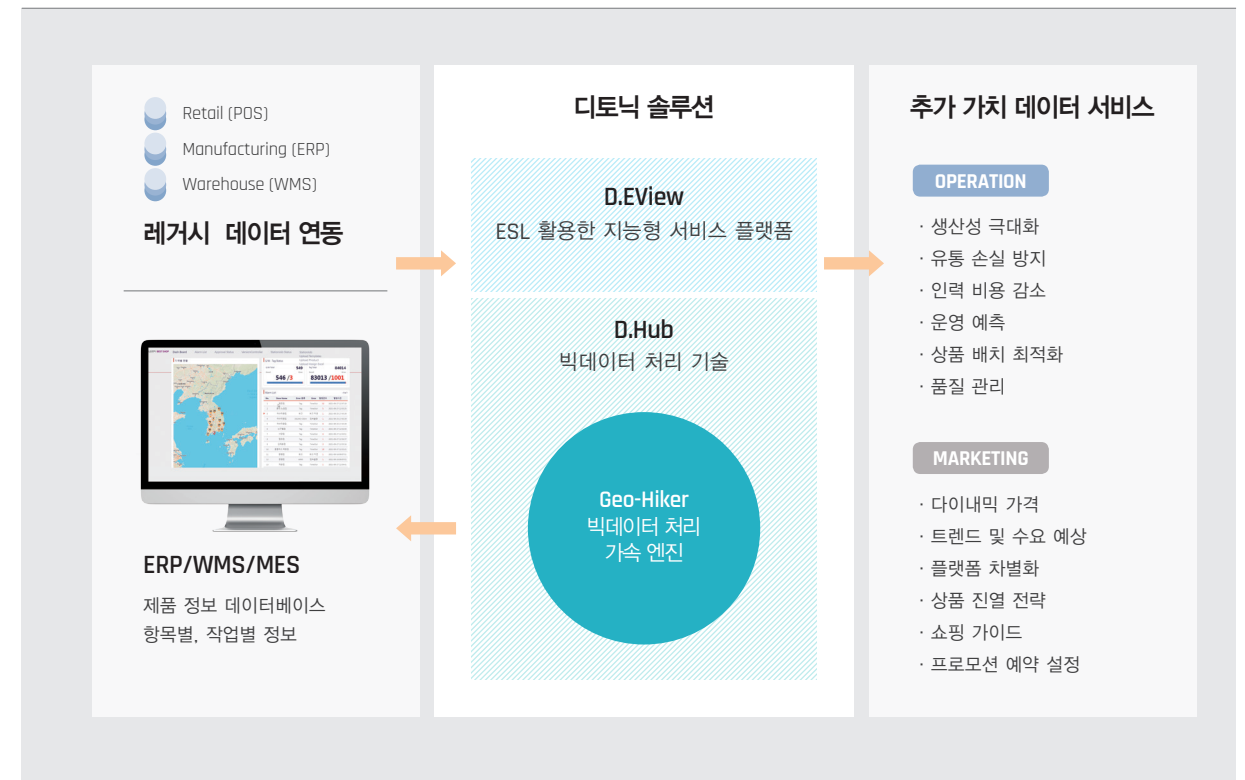 Retail (POS)
Manufacturing (ERP)
Warehouse (WMS)
레거시 데이터 연동
546 /3
83013 /1001
ERP/WMS/MES
제품 정보 데이터베이스
항목별, 작업별 정보
디토닉 솔루션
D.EView
ESL 활용한 지능형 서비스 플랫폼
D.Hub
빅데이터 처리 기술
Geo-Hiker
빅데이터 처리
가속 엔진
추가 가치 데이터 서비스
OPERATION
· 생산성 극대화
· 유통 손실 방지
· 인력 비용 감소
· 운영 예측
· 상품 배치 최적화
· 품질 관리
MARKETING
· 다이내믹 가격
· 트렌드 및 수요 예상
· 플랫폼 차별화
· 상품 진열 전략
· 쇼핑 가이드
· 프로모션 예약 설정